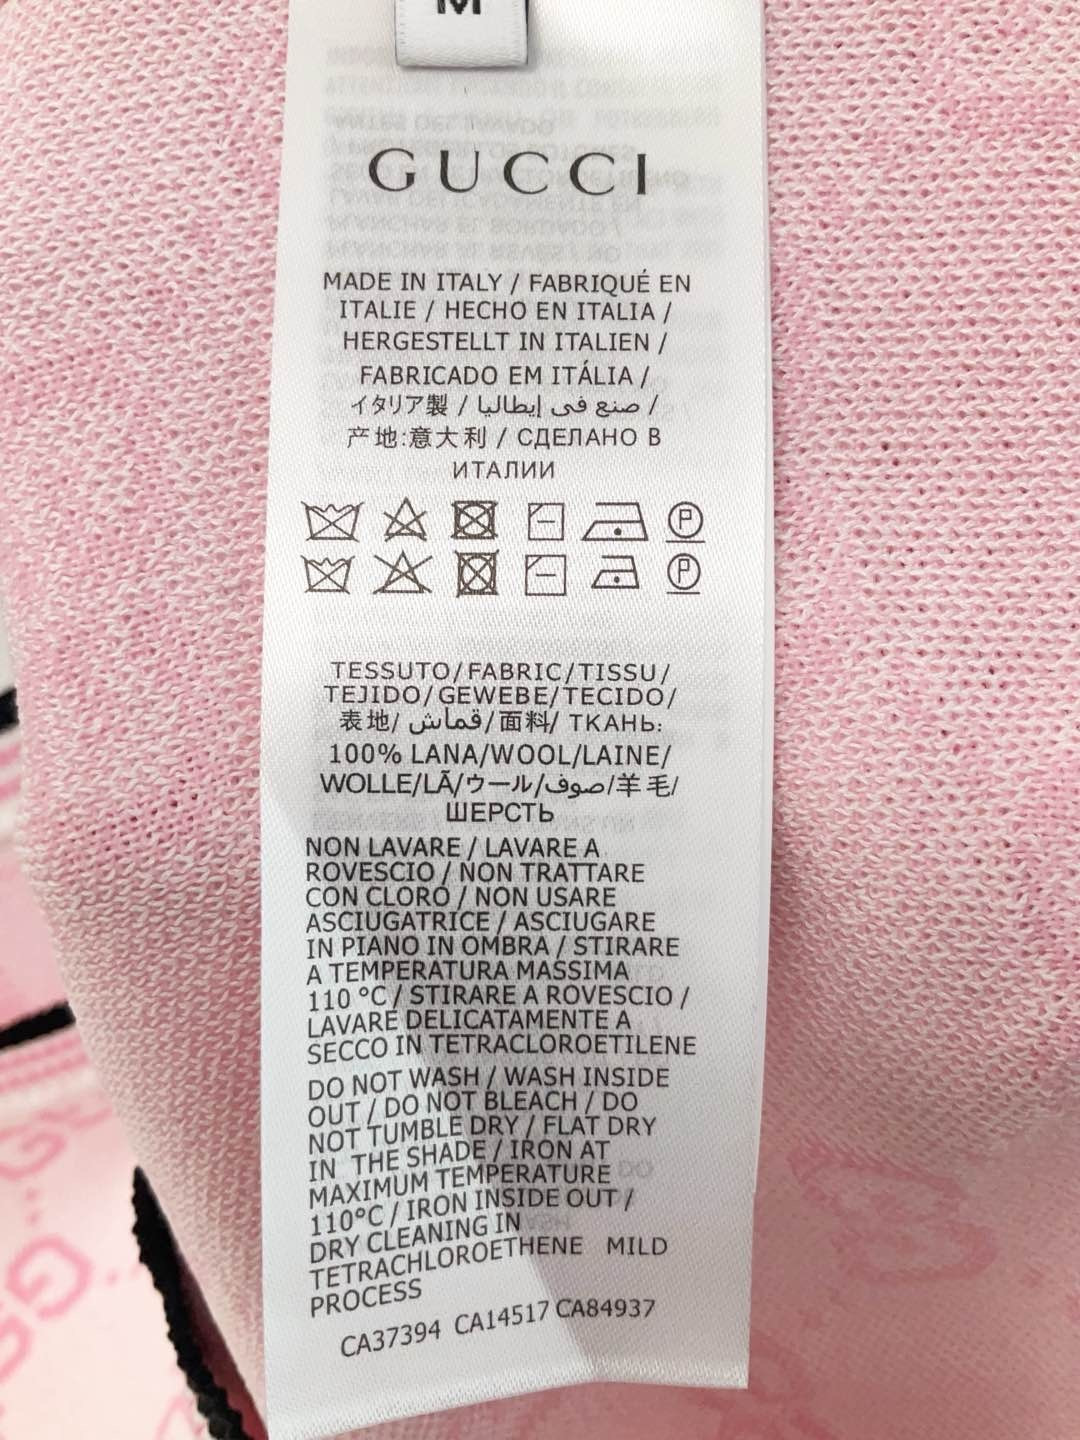 M
GUCCI
MADE IN ITALY / FABRIQUÉ EN
ITALIE / HECHO EN ITALIA /
HERGESTELLT IN ITALIEN /
FABRICADO EM ITÁLIA /
イタリア製 / صنع في إيطاليا /
产地:意大利 / СДЕЛАНО В
ИТАЛИИ
P
P
TESSUTO/FABRIC/TISSU/
TEJIDO/GEWEBE/TECIDO/
表地/ قماش/面料/ ТКАНЬ:
100% LANA/WOOL/LAINE/
WOLLE/LÃ/ウール/صوف/羊毛/
ШЕРСТЬ
NON LAVARE / LAVARE A
ROVESCIO / NON TRATTARE
CON CLORO / NON USARE
ASCIUGATRICE / ASCIUGARE
IN PIANO IN OMBRA / STIRARE
A TEMPERATURA MASSIMA
110 °C / STIRARE A ROVESCIO /
LAVARE DELICATAMENTE A
SECCO IN TETRACLOROETILENE
DO NOT WASH / WASH INSIDE
OUT / DO NOT BLEACH / DO
NOT TUMBLE DRY / FLAT DRY
IN THE SHADE / IRON AT
MAXIMUM TEMPERATURE
110°C / IRON INSIDE OUT /
DRY CLEANING IN
TETRACHLOROETHENE MILD
PROCESS
CA37394 CA14517 CA84937